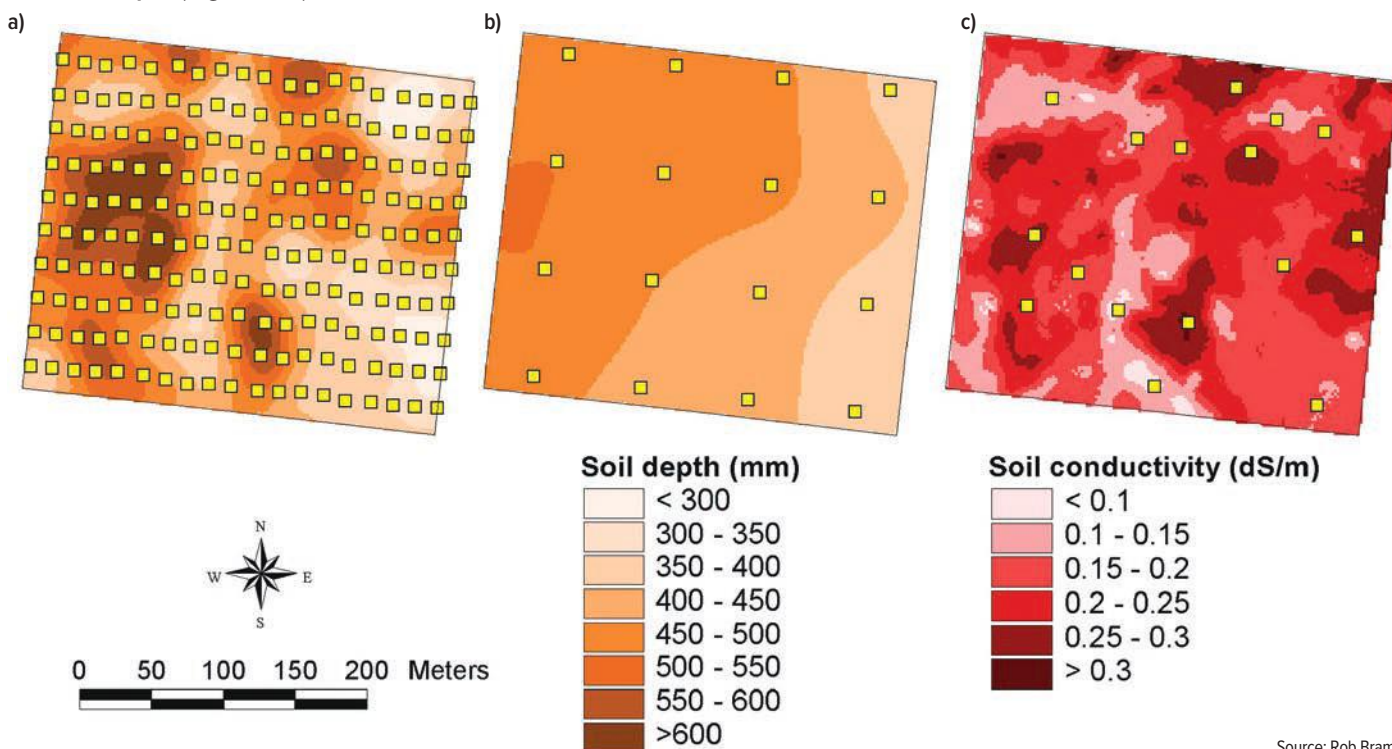 a)
b)
c)
Soil depth (mm)
< 300
300 - 350
350 - 400
400 - 450
450 - 500
500 - 550
550 - 600
>600
Soil conductivity (dS/m)
< 0.1
0.1 - 0.15
0.15 - 0.2
0.2 - 0.25
0.25 - 0.3
> 0.3
N
W E
S
0 50 100 150 200 Meters
Source: Rob